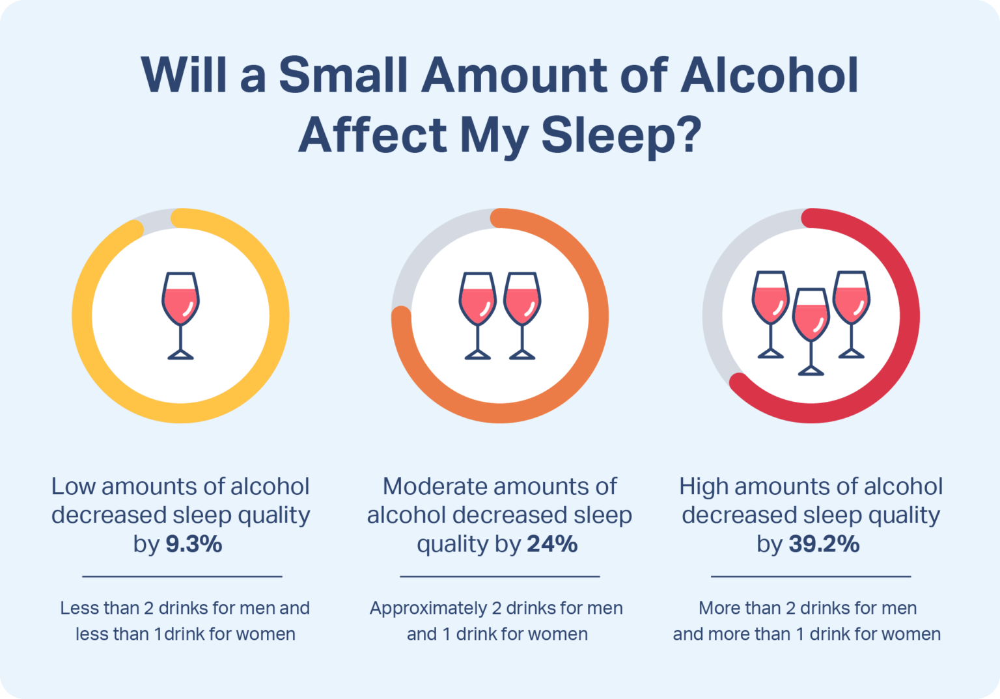 Will a Small Amount of Alcohol
Affect My Sleep?
Low amounts of alcohol
decreased sleep quality
by 9.3%
Less than 2 drinks for men and
less than 1 drink for women
Moderate amounts of
alcohol decreased sleep
quality by 24%
Approximately 2 drinks for men
and 1 drink for women
High amounts of alcohol
decreased sleep quality
by 39.2%
More than 2 drinks for men
and more than 1 drink for women